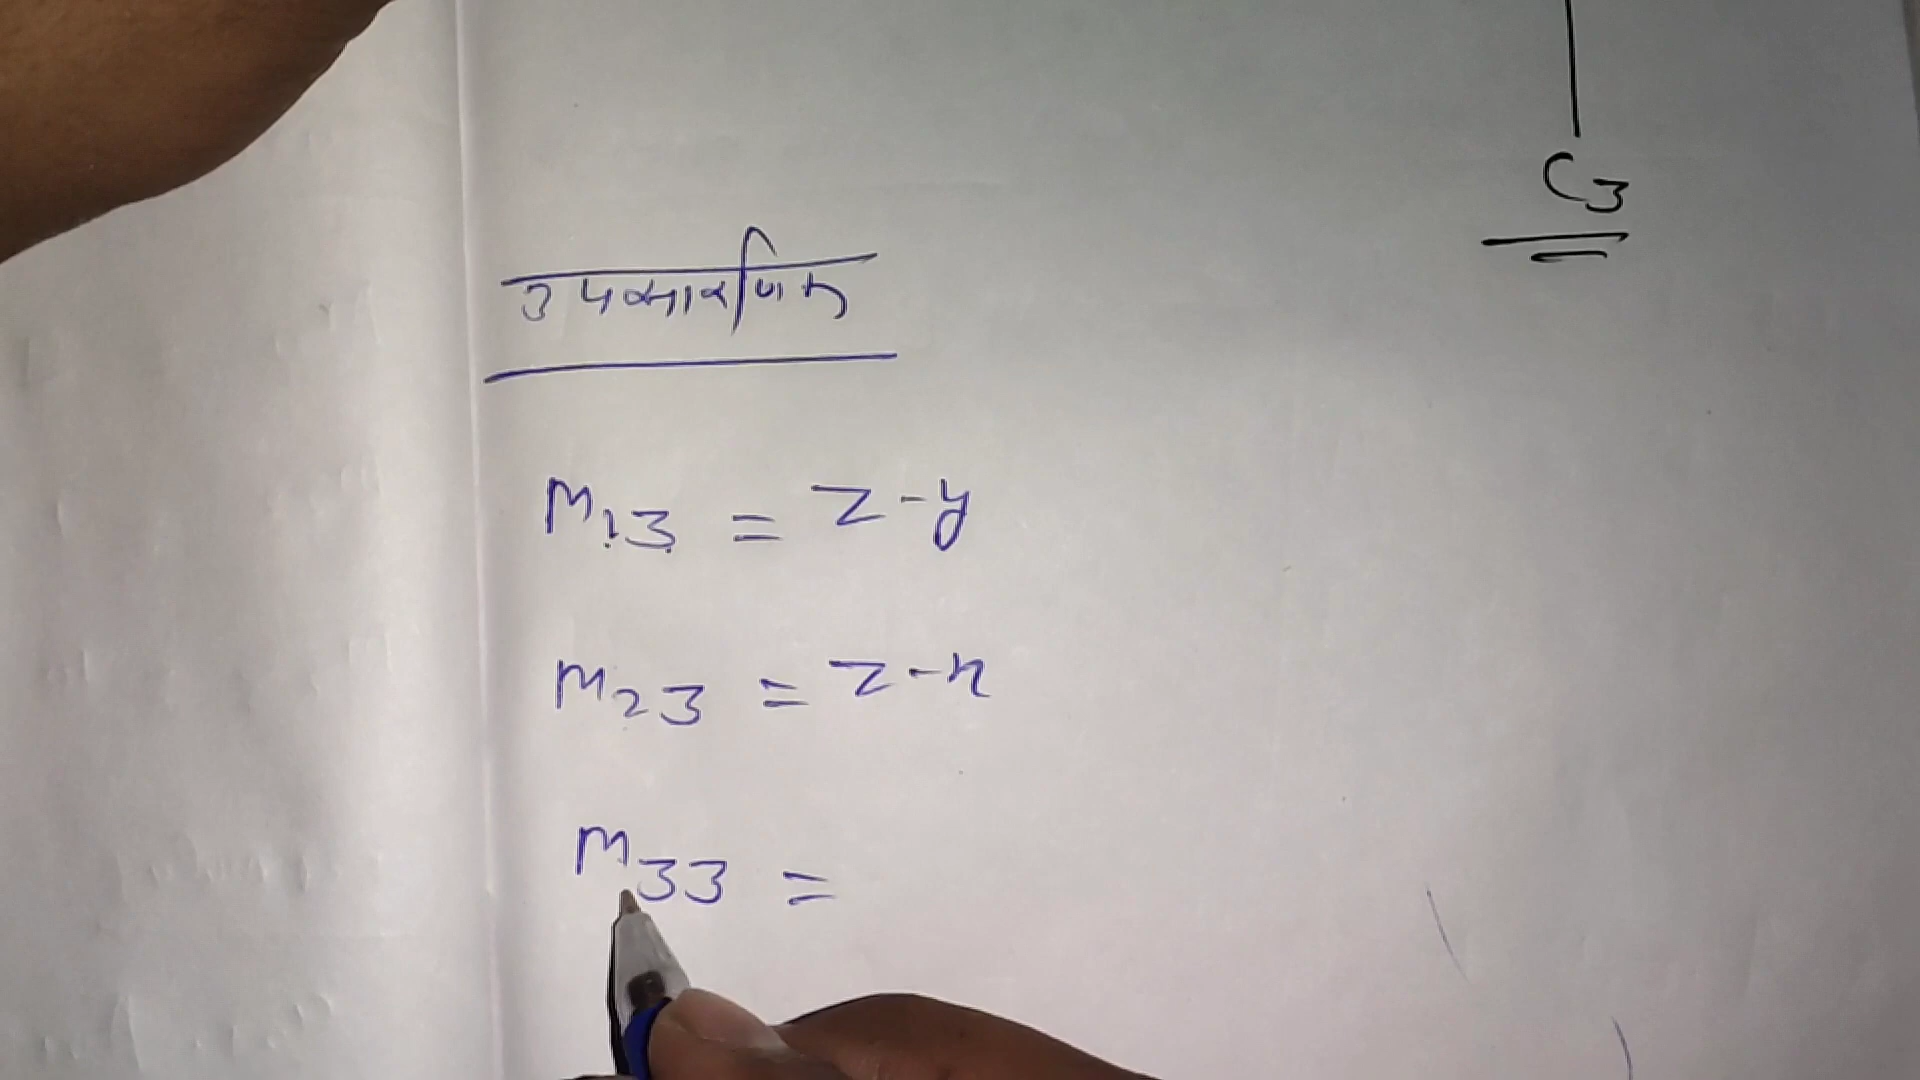 C3
उपसारणिक
M13 = z-y
M23 = z-x
M33 =